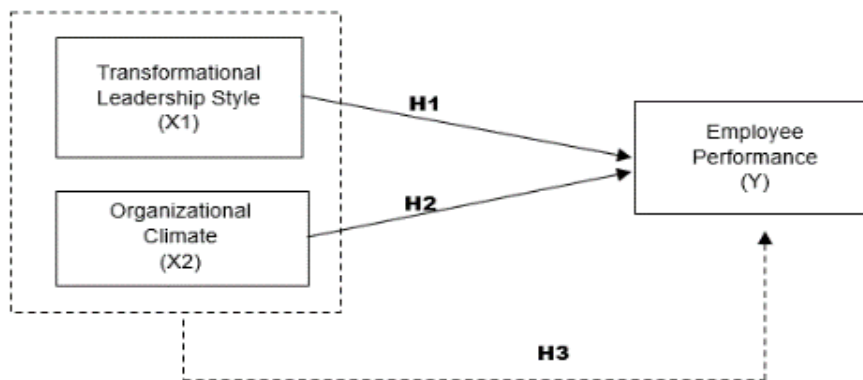 Transformational
Leadership Style
(X1)
H1
Employee
Performance
(Y)
Organizational
Climate
(X2)
H2
H3